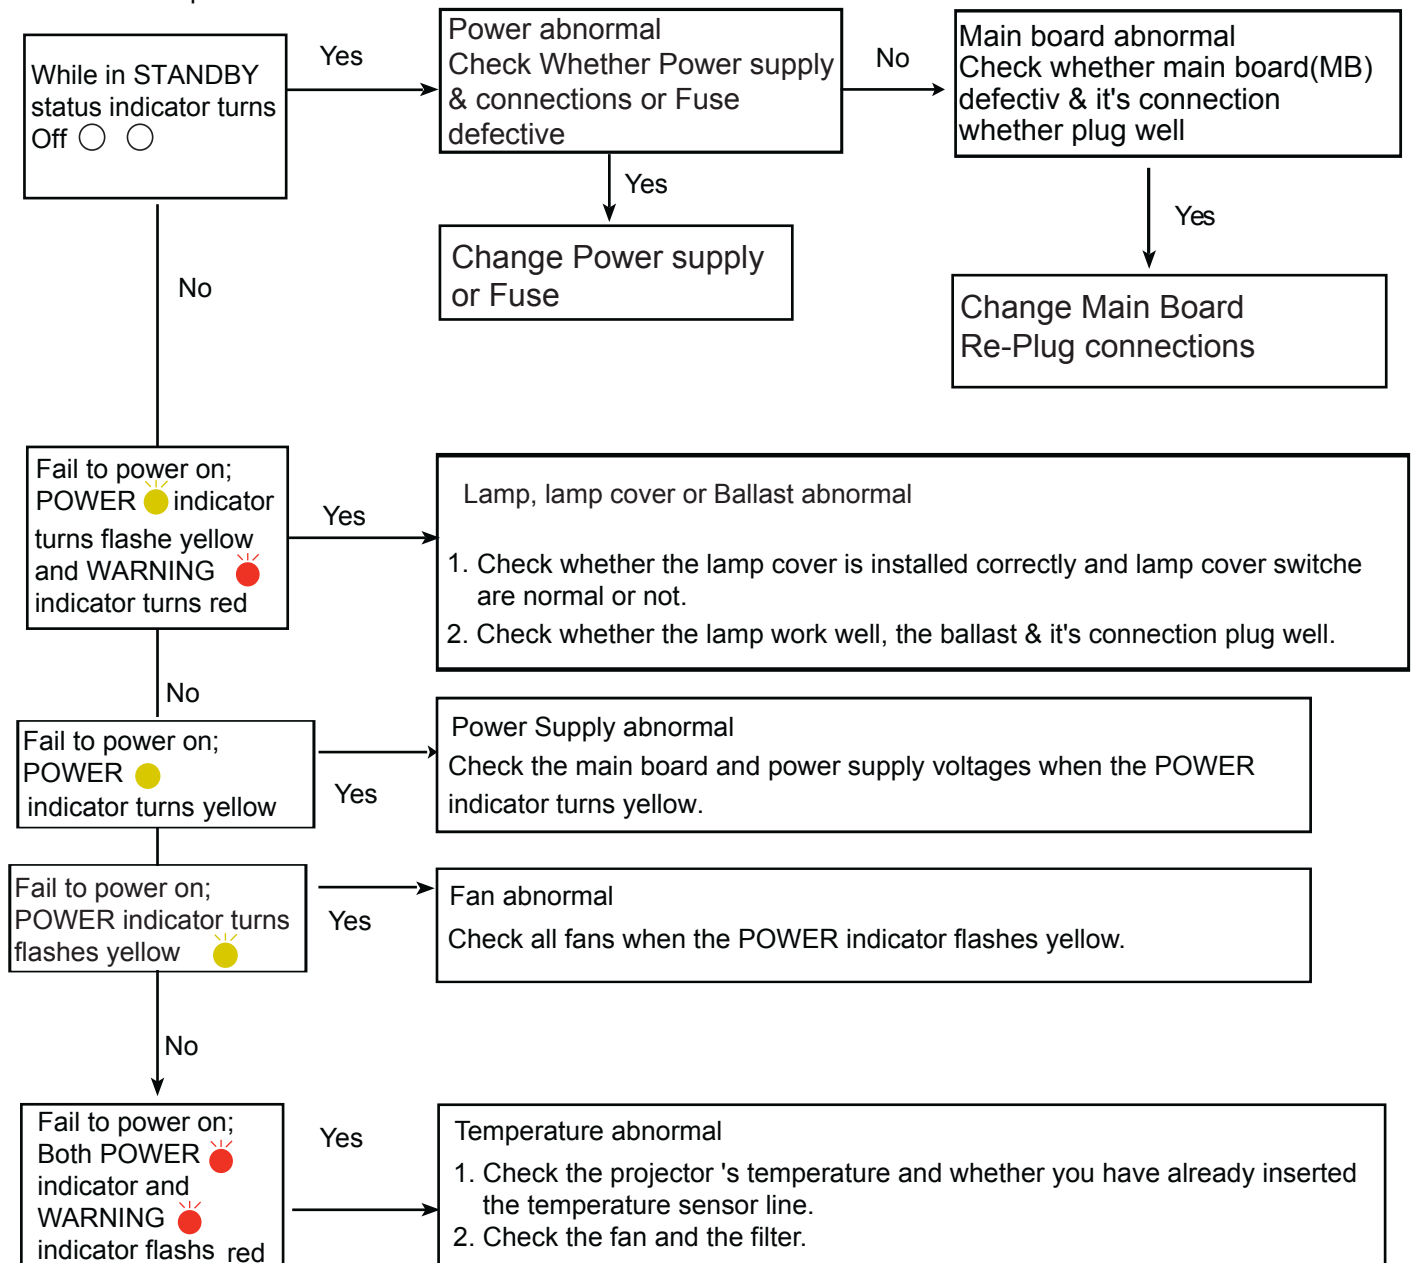 While in STANDBY
status indicator turns
Off
Yes
Power abnormal
Check Whether Power supply
& connections or Fuse
defective
No
Main board abnormal
Check whether main board(MB)
defectiv & it's connection
whether plug well
Yes
Change Power supply
or Fuse
Yes
Change Main Board
Re-Plug connections
No
Fail to power on;
POWER indicator
turns flashe yellow
and WARNING
indicator turns red
Yes
Lamp, lamp cover or Ballast abnormal
1. Check whether the lamp cover is installed correctly and lamp cover switche
are normal or not.
2. Check whether the lamp work well, the ballast & it's connection plug well.
No
Fail to power on;
POWER
indicator turns yellow
Yes
Power Supply abnormal
Check the main board and power supply voltages when the POWER
indicator turns yellow.
Fail to power on;
POWER indicator turns
flashes yellow
Yes
Fan abnormal
Check all fans when the POWER indicator flashes yellow.
No
Fail to power on;
Both POWER
indicator and
WARNING
indicator flashs red
Yes
Temperature abnormal
1. Check the projector 's temperature and whether you have already inserted
the temperature sensor line.
2. Check the fan and the filter.